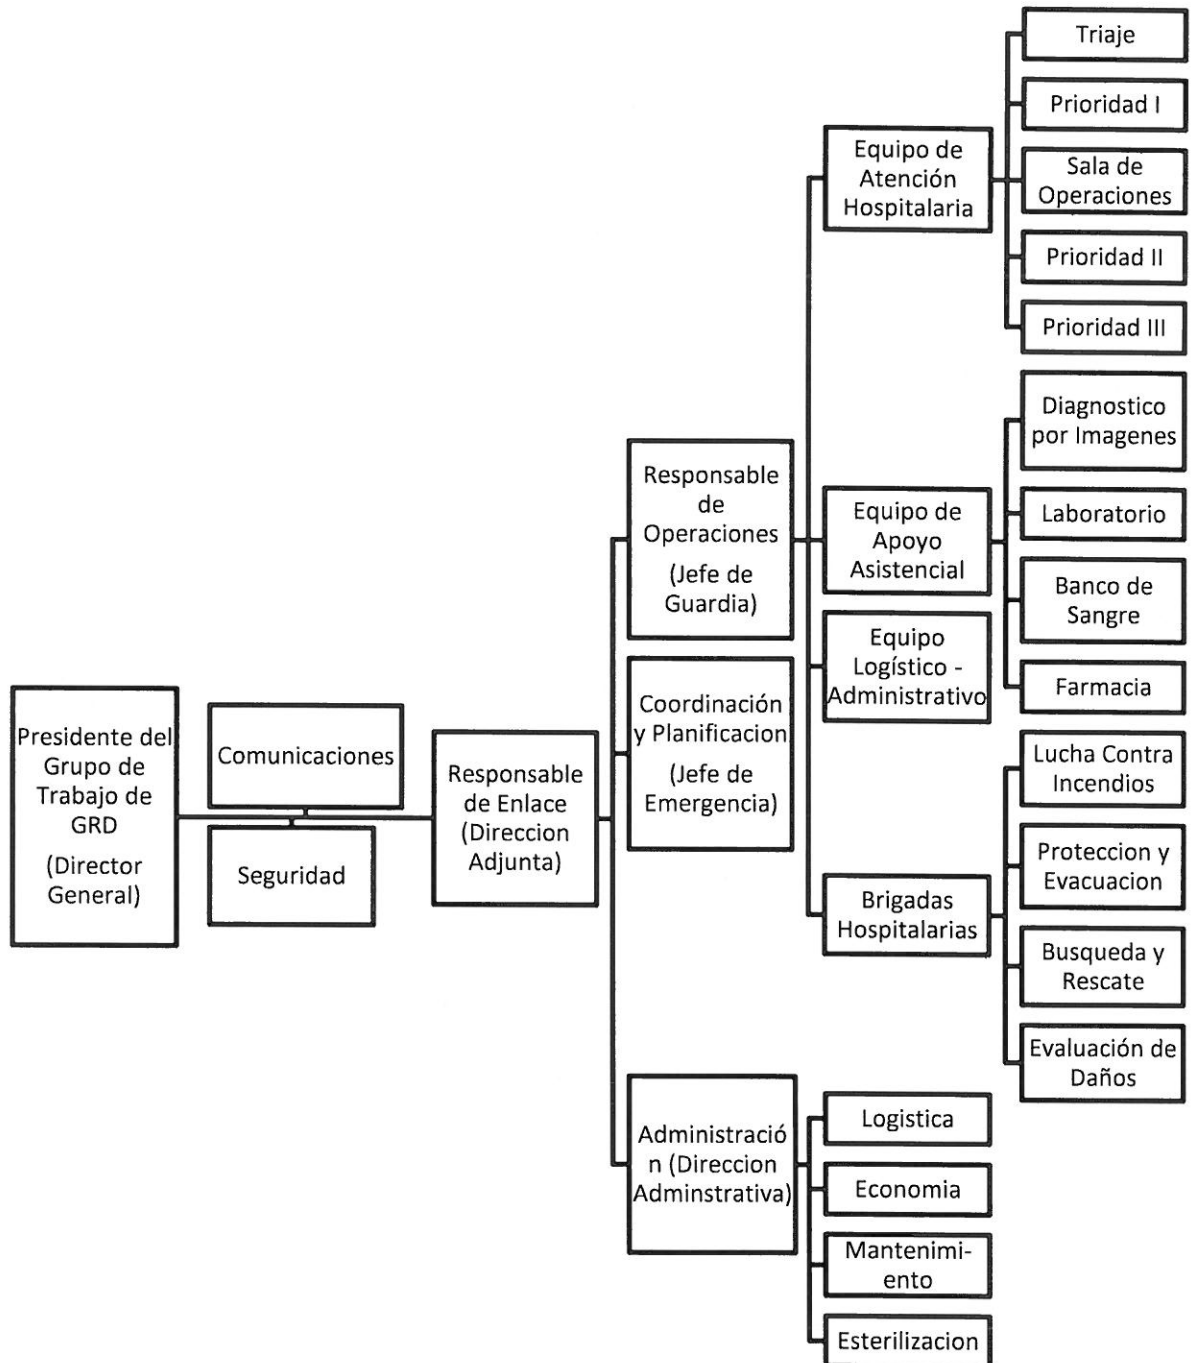 Presidente del
Grupo de
Trabajo de
GRD
(Director
General)
Comunicaciones
Seguridad
Responsable
de Enlace
(Direccion
Adjunta)
Responsable
de
Operaciones
(Jefe de
Guardia)
Coordinación
y Planificacion
(Jefe de
Emergencia)
Administració
n (Direccion
Adminstrativa)
Equipo de
Atención
Hospitalaria
Equipo de
Apoyo
Asistencial
Equipo
Logístico -
Administrativo
Brigadas
Hospitalarias
Logistica
Economia
Mantenimi-
ento
Esterilizacion
Triaje
Prioridad I
Sala de
Operaciones
Prioridad II
Prioridad III
Diagnostico
por Imagenes
Laboratorio
Banco de
Sangre
Farmacia
Lucha Contra
Incendios
Proteccion y
Evacuacion
Busqueda y
Rescate
Evaluación de
Daños